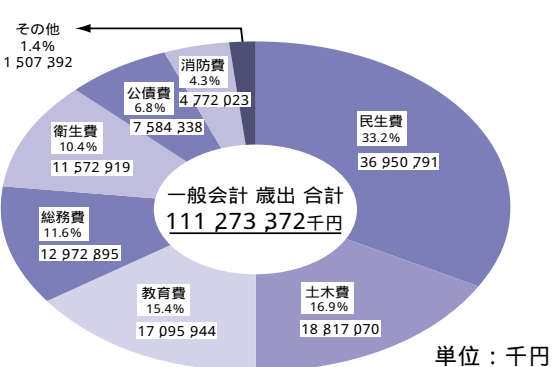 その他
1.4%
1,507,392
消防費
4.3%
4,772,023
公債費
6.8%
7,584,338
民生費
33.2%
36,950,791
衛生費
10.4%
11,572,919
一般会計 歳出 合計
111,273,372千円
総務費
11.6%
12,972,895
教育費
15.4%
17,095,944
土木費
16.9%
18,817,070
単位：千円